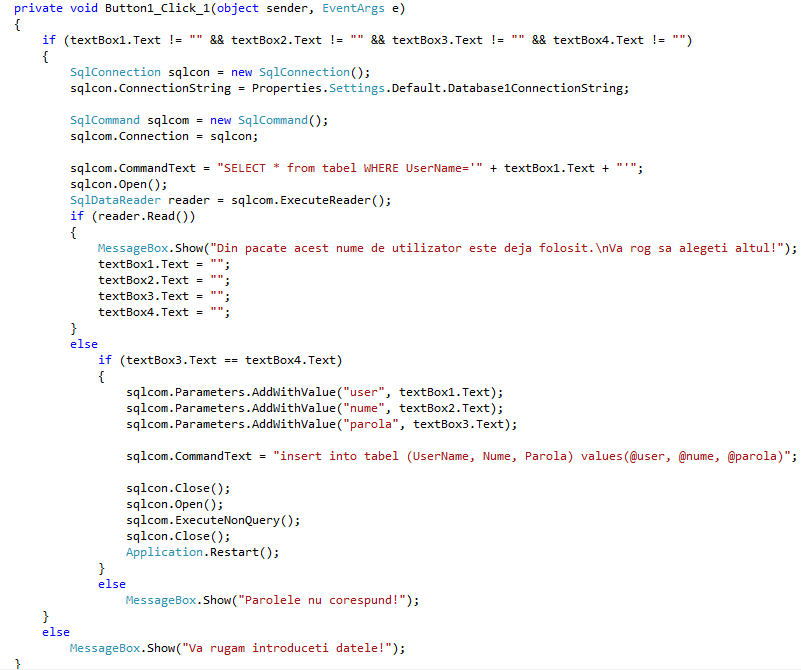 private void Button1_Click_1(object sender, EventArgs e)
{
if (textBox1.Text != "" && textBox2.Text != "" && textBox3.Text != "" && textBox4.Text != "")
{
SqlConnection sqlcon = new SqlConnection();
sqlcon.ConnectionString = Properties.Settings.Default.Database1ConnectionString;
SqlCommand sqlcom = new SqlCommand();
sqlcom.Connection = sqlcon;
sqlcom.CommandText = "SELECT * from tabel WHERE UserName='" + textBox1.Text + "'";
sqlcon.Open();
SqlDataReader reader = sqlcom.ExecuteReader();
if (reader.Read())
{
MessageBox.Show("Din pacate acest nume de utilizator este deja folosit.\nVa rog sa alegeti altul!");
textBox1.Text = "";
textBox2.Text = "";
textBox3.Text = "";
textBox4.Text = "";
}
else
if (textBox3.Text == textBox4.Text)
{
sqlcom.Parameters.AddWithValue("user", textBox1.Text);
sqlcom.Parameters.AddWithValue("nume", textBox2.Text);
sqlcom.Parameters.AddWithValue("parola", textBox3.Text);
sqlcom.CommandText = "insert into tabel (UserName, Nume, Parola) values(@user, @nume, @parola)";
sqlcon.Close();
sqlcon.Open();
sqlcom.ExecuteNonQuery();
sqlcon.Close();
Application.Restart();
}
else
MessageBox.Show("Parolele nu corespund!");
}
else
MessageBox.Show("Va rugam introduceti datele!");
}